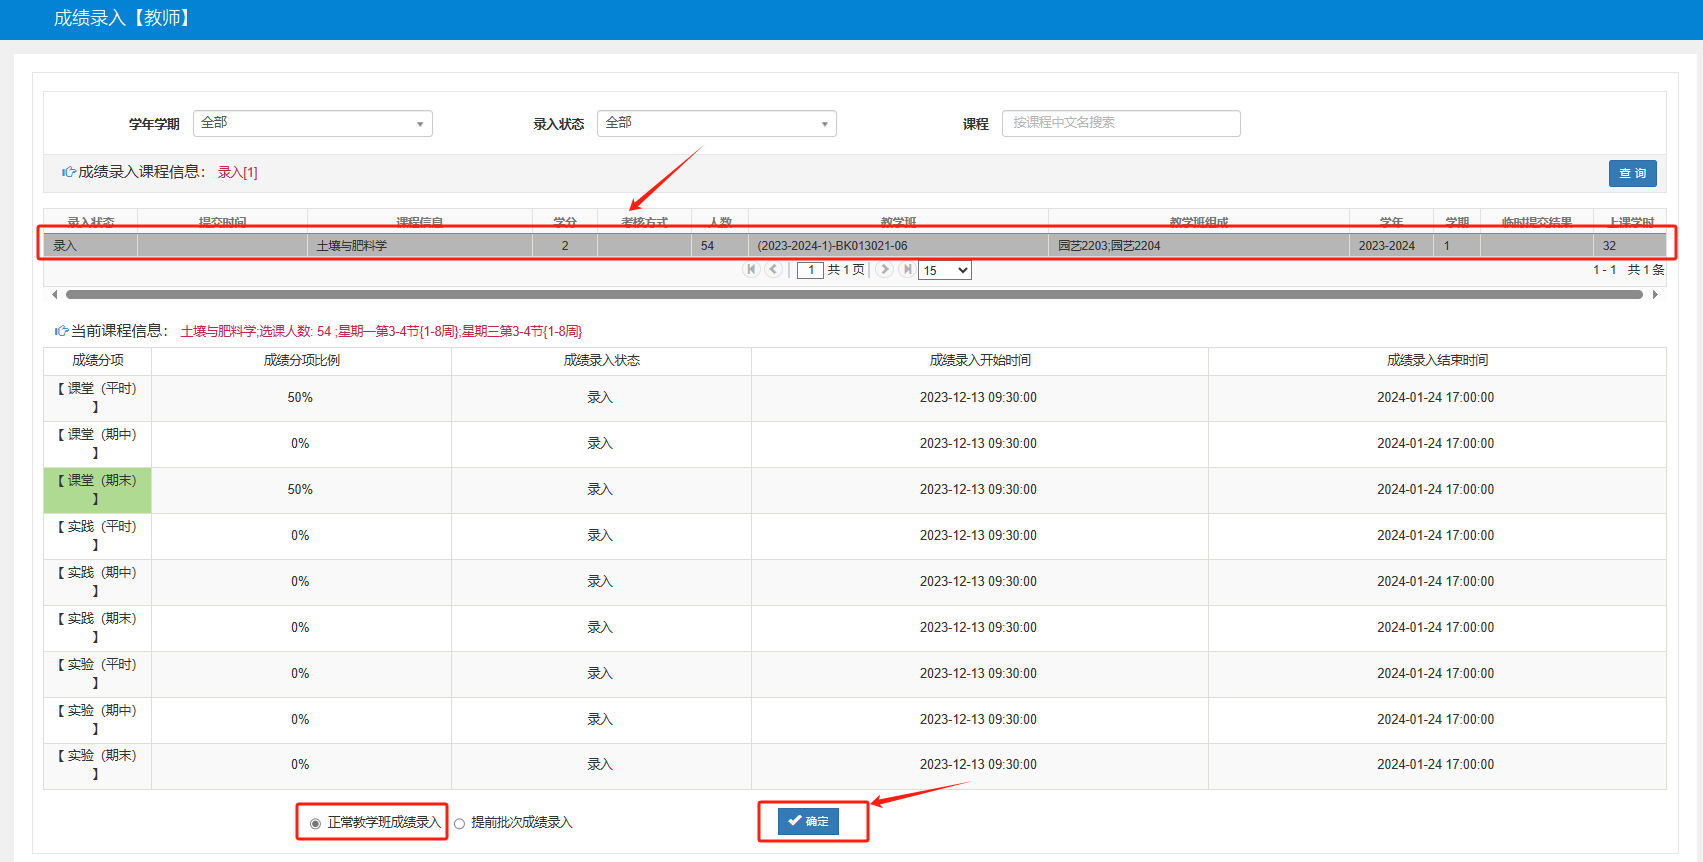 成绩录入【教师】
学年学期 全部 录入状态 全部 课程 按课程中文名搜索
成绩录入课程信息： 录入[1] 查 询
录入状态 提交时间 课程信息 学分 考核方式 人数 教学班 教学班组成 学年 学期 临时提交结果 上课学时
录入 土壤与肥料学 2 54 (2023-2024-1)-BK013021-06 园艺2203;园艺2204 2023-2024 1 32
1 共 1 页 15 1 - 1 共 1 条
当前课程信息： 土壤与肥料学;选课人数: 54 ;星期一第3-4节{1-8周};星期三第3-4节{1-8周}
成绩分项 成绩分项比例 成绩录入状态 成绩录入开始时间 成绩录入结束时间
【 课堂（平时）
】 50% 录入 2023-12-13 09:30:00 2024-01-24 17:00:00
【 课堂（期中）
】 0% 录入 2023-12-13 09:30:00 2024-01-24 17:00:00
【 课堂（期末）
】 50% 录入 2023-12-13 09:30:00 2024-01-24 17:00:00
【 实践（平时）
】 0% 录入 2023-12-13 09:30:00 2024-01-24 17:00:00
【 实践（期中）
】 0% 录入 2023-12-13 09:30:00 2024-01-24 17:00:00
【 实践（期末）
】 0% 录入 2023-12-13 09:30:00 2024-01-24 17:00:00
【 实验（平时）
】 0% 录入 2023-12-13 09:30:00 2024-01-24 17:00:00
【 实验（期中）
】 0% 录入 2023-12-13 09:30:00 2024-01-24 17:00:00
【 实验（期末）
】 0% 录入 2023-12-13 09:30:00 2024-01-24 17:00:00
正常教学班成绩录入 提前批次成绩录入 确定